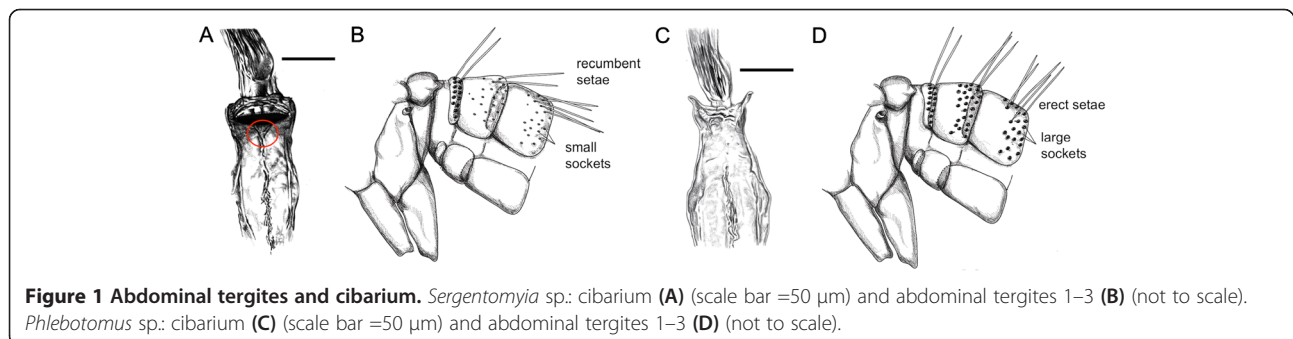 A
B
C
D
recumbent
setae
small
sockets
erect setae
large
sockets
Figure 1 Abdominal tergites and cibarium. Sergentomyia sp.: cibarium (A) (scale bar =50 μm) and abdominal tergites 1–3 (B) (not to scale).
Phlebotomus sp.: cibarium (C) (scale bar =50 μm) and abdominal tergites 1–3 (D) (not to scale).